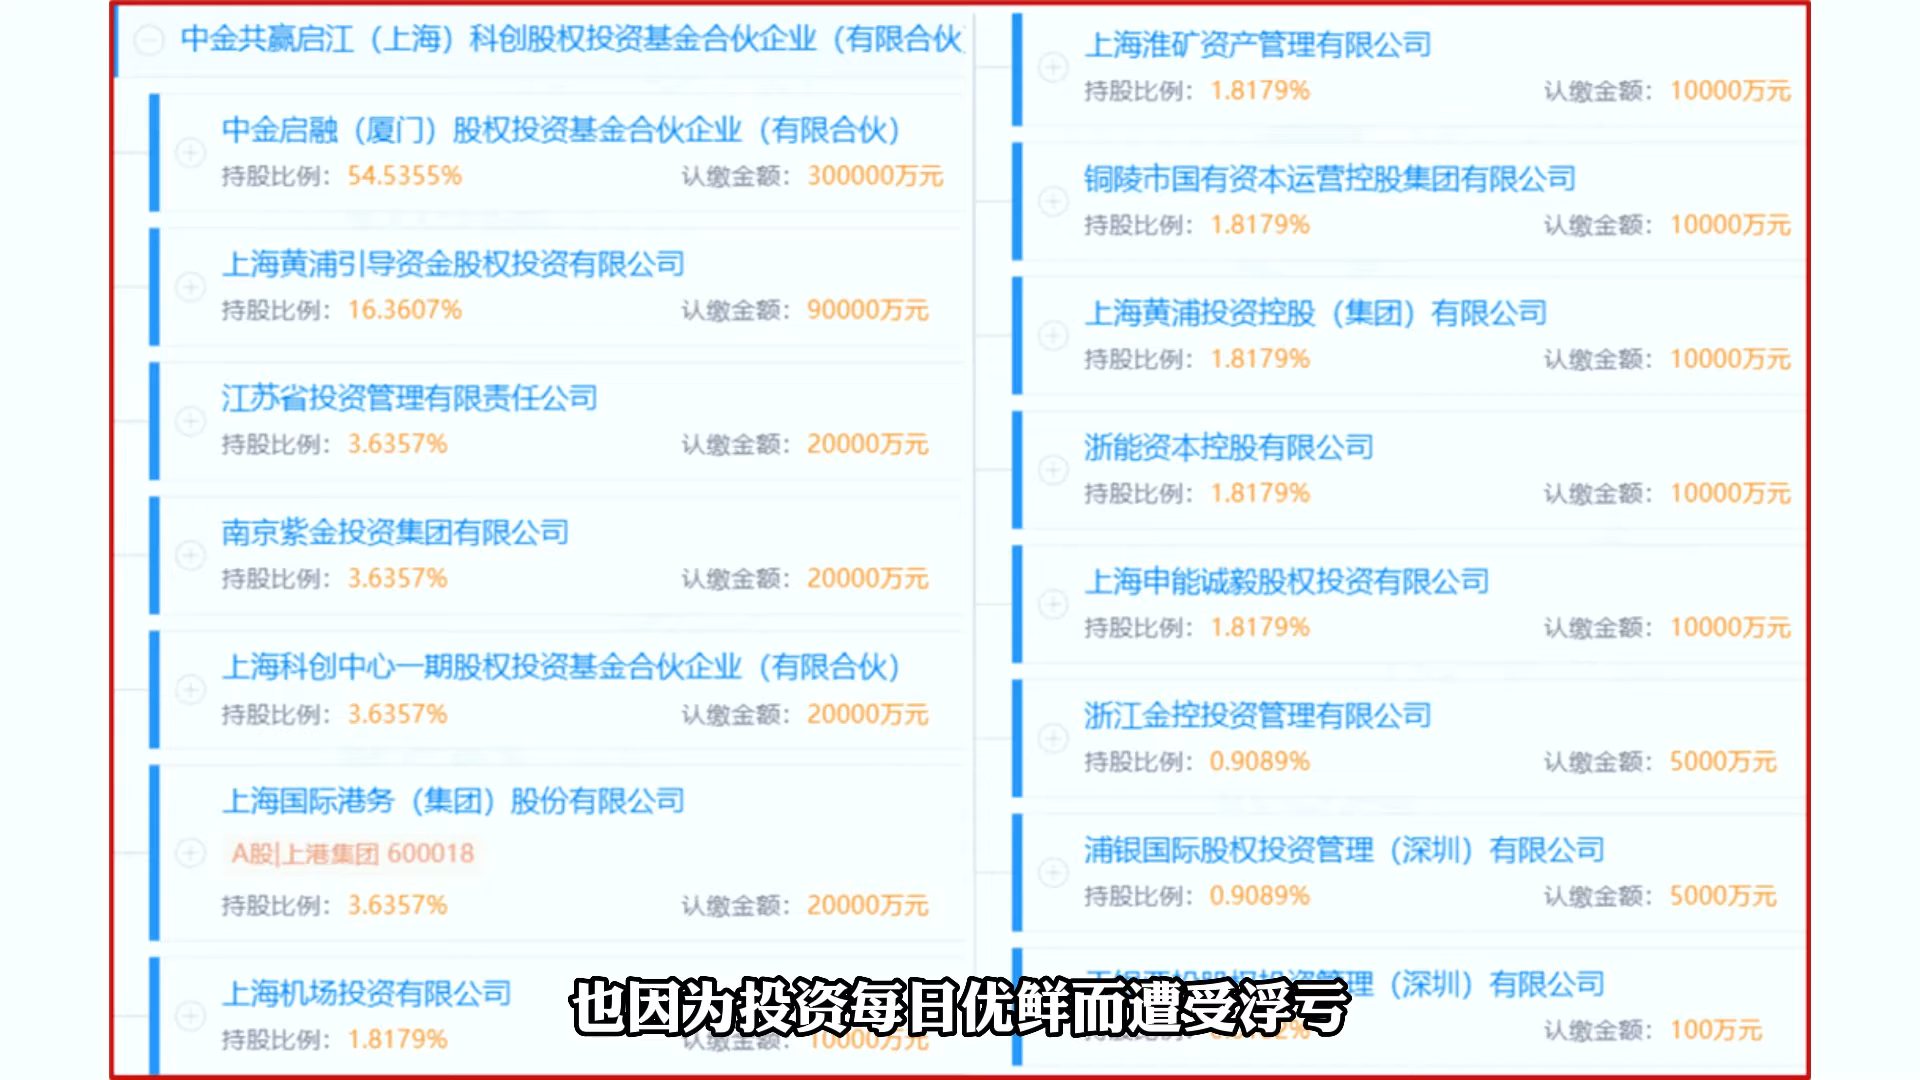 中金共赢启江（上海）科创股权投资基金合伙企业（有限合伙）
中金启融（厦门）股权投资基金合伙企业（有限合伙）
持股比例：54.5355% 认缴金额：300000万元
上海黄浦引导资金股权投资有限公司
持股比例：16.3607% 认缴金额：90000万元
江苏省投资管理有限责任公司
持股比例：3.6357% 认缴金额：20000万元
南京紫金投资集团有限公司
持股比例：3.6357% 认缴金额：20000万元
上海科创中心一期股权投资基金合伙企业（有限合伙）
持股比例：3.6357% 认缴金额：20000万元
上海国际港务（集团）股份有限公司
A股|上港集团 600018
持股比例：3.6357% 认缴金额：20000万元
上海机场投资有限公司
持股比例：1.8179% 认缴金额：10000万元
上海淮矿资产管理有限公司
持股比例：1.8179% 认缴金额：10000万元
铜陵市国有资本运营控股集团有限公司
持股比例：1.8179% 认缴金额：10000万元
上海黄浦投资控股（集团）有限公司
持股比例：1.8179% 认缴金额：10000万元
浙能资本控股有限公司
持股比例：1.8179% 认缴金额：10000万元
上海申能诚毅股权投资有限公司
持股比例：1.8179% 认缴金额：10000万元
浙江金控投资管理有限公司
持股比例：0.9089% 认缴金额：5000万元
浦银国际股权投资管理（深圳）有限公司
持股比例：0.9089% 认缴金额：5000万元
管理（深圳）有限公司
持股比例： 认缴金额：100万元
也因为投资每日优鲜而遭受浮亏